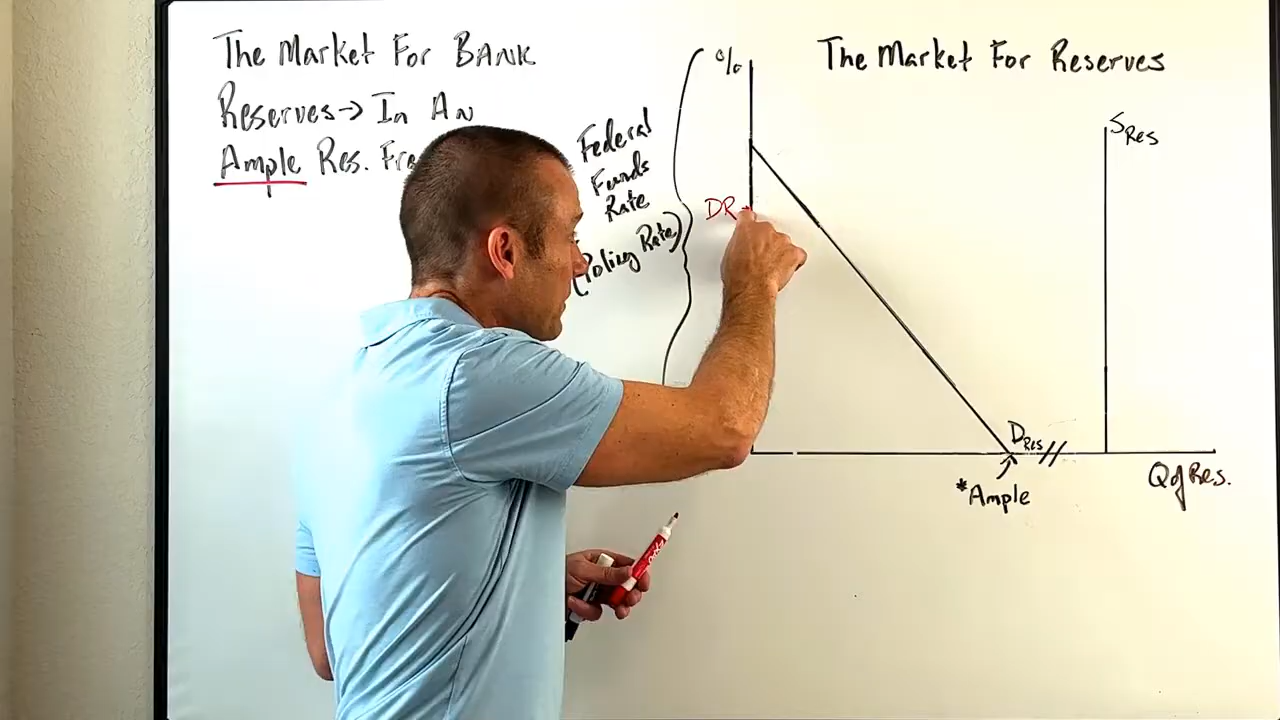 The Market For BANK
Reserves→ In An
Ample Res.
Federal
Funds
Rate
(Policy Rate)
%
DR
The Market For Reserves
SRes
DRes
*Ample
Q of Res.